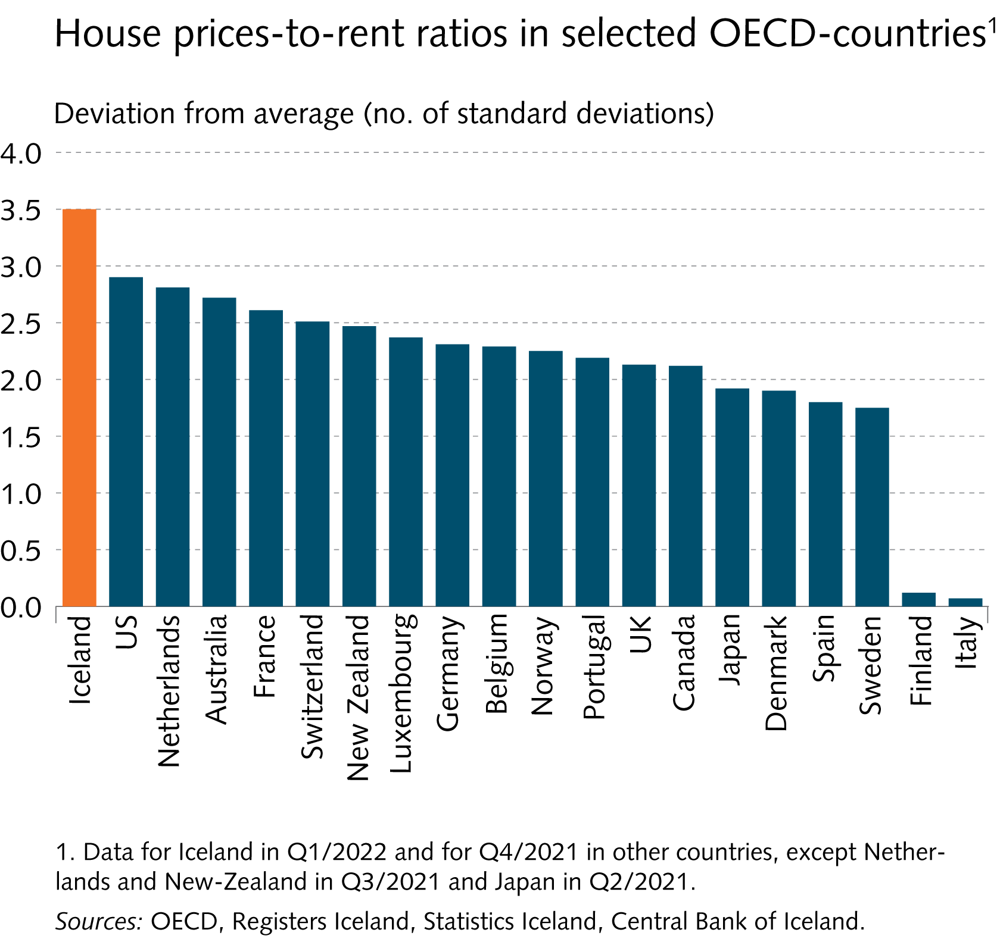 House prices-to-rent ratios in selected OECD-countries¹
Deviation from average (no. of standard deviations)
4.0
3.5
3.0
2.5
2.0
1.5
1.0
0.5
0.0
Iceland
US
Netherlands
Australia
France
Switzerland
New Zealand
Luxembourg
Germany
Belgium
Norway
Portugal
UK
Canada
Japan
Denmark
Spain
Sweden
Finland
Italy
1. Data for Iceland in Q1/2022 and for Q4/2021 in other countries, except Nether-
lands and New-Zealand in Q3/2021 and Japan in Q2/2021.
Sources: OECD, Registers Iceland, Statistics Iceland, Central Bank of Iceland.